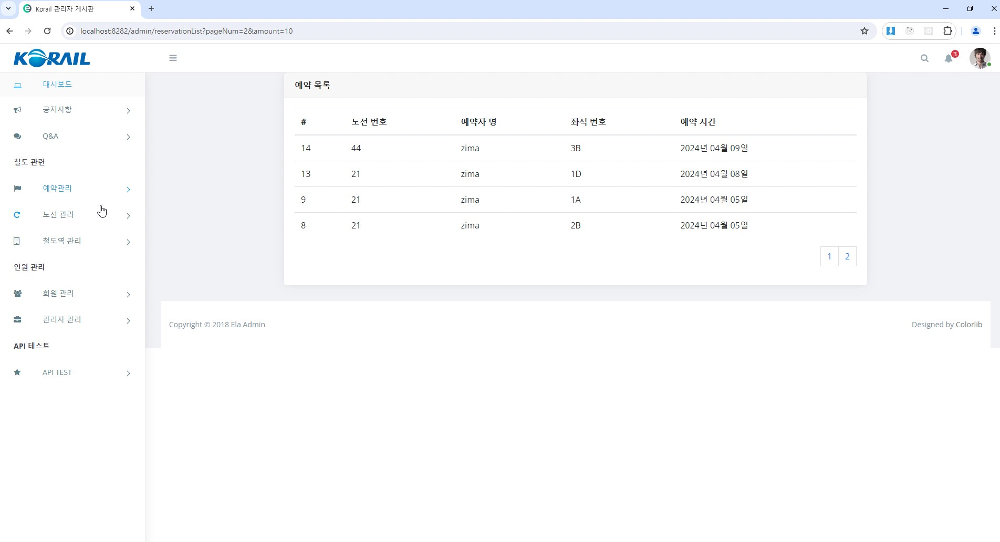 Korail 관리자 게시판
localhost:8282/admin/reservationList?pageNum=2&amount=10
KORAIL
3
대시보드
공지사항
Q&A
철도 관련
예약관리
노선 관리
철도역 관리
인원 관리
회원 관리
관리자 관리
API 테스트
API TEST
예약 목록
# 노선 번호 예약자 명 좌석 번호 예약 시간
14 44 zima 3B 2024년 04월 09일
13 21 zima 1D 2024년 04월 08일
9 21 zima 1A 2024년 04월 05일
8 21 zima 2B 2024년 04월 05일
1 2
Copyright © 2018 Ela Admin
Designed by Colorlib